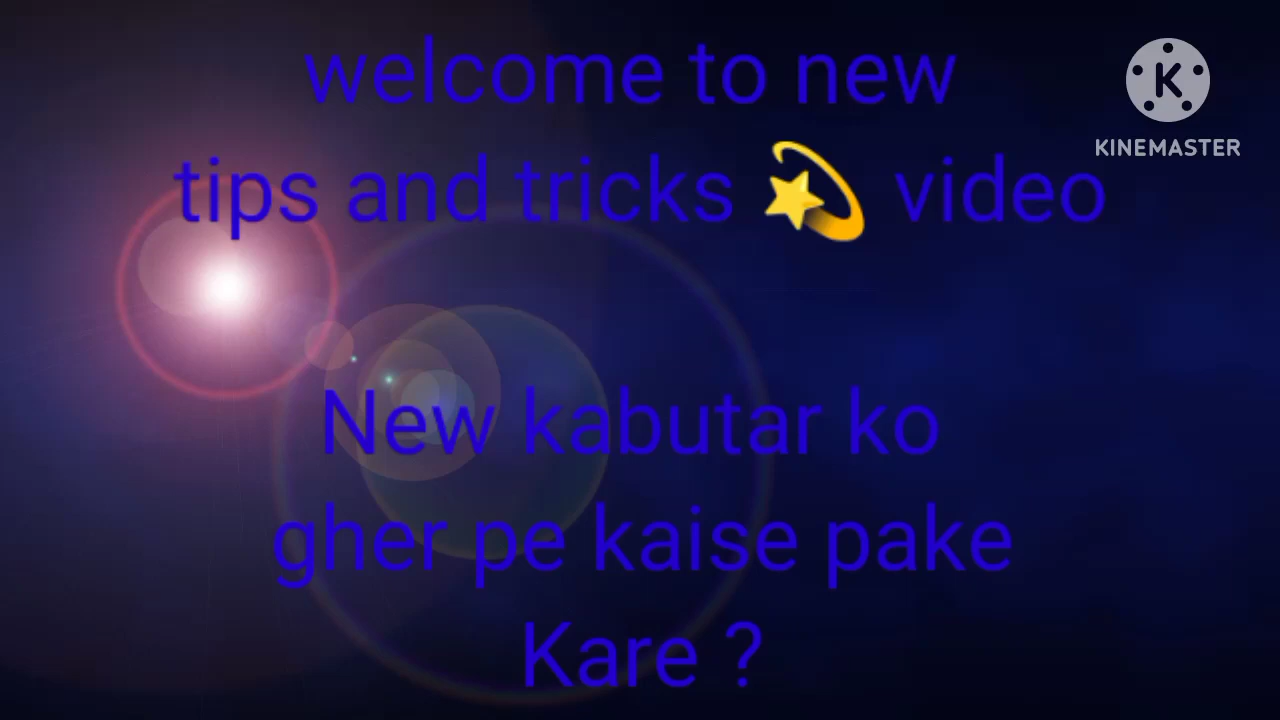 welcome to new
tips and tricks 💫 video
New kabutar ko
gher pe kaise pake
Kare ?
K
KINEMASTER